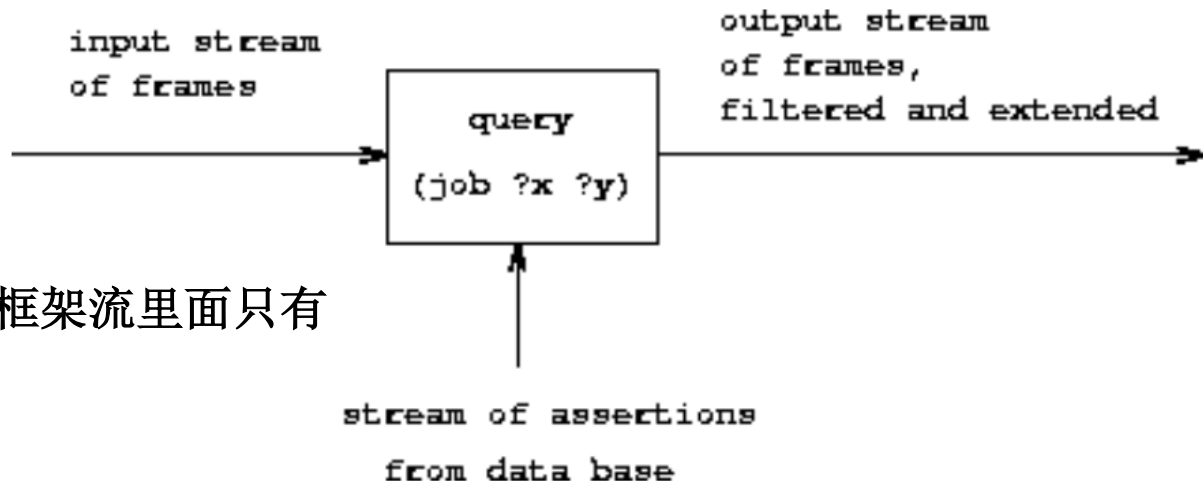 input stream
of frames
output stream
of frames,
filtered and extended
query
(job ?x ?y)
框架流里面只有
stream of assertions
from data base